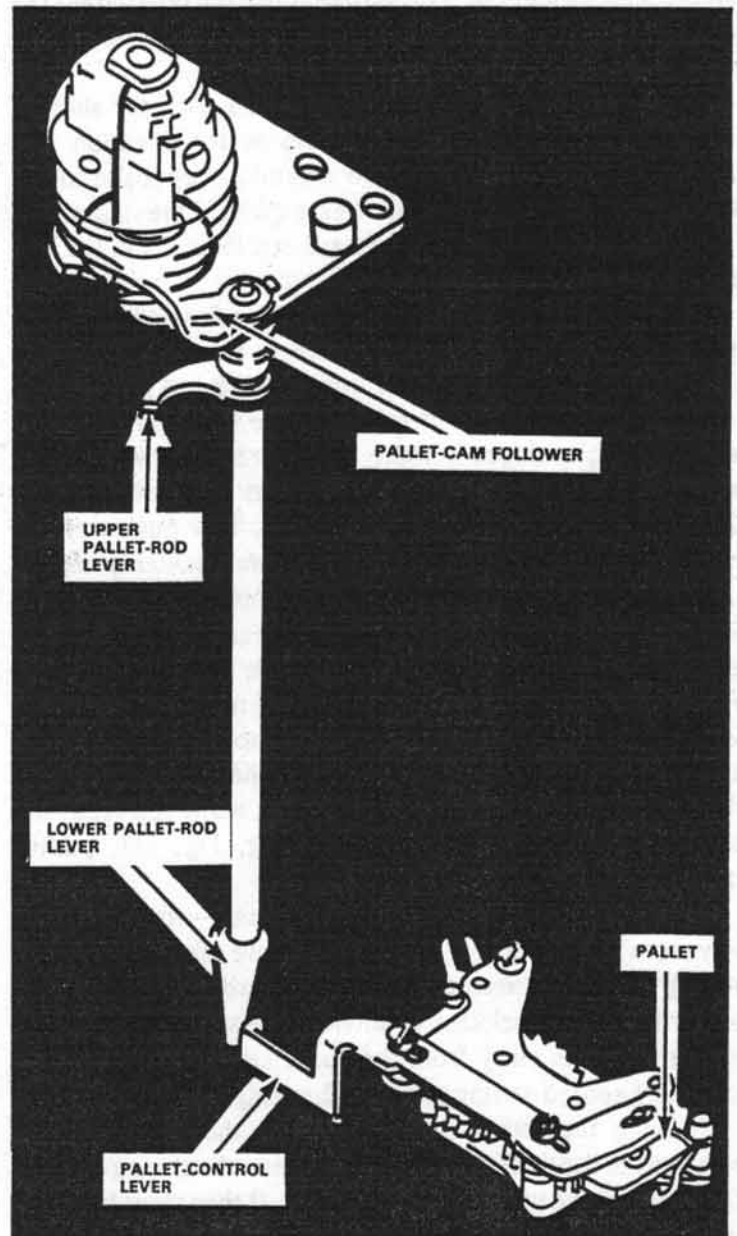 PALLET-CAM FOLLOWER
UPPER
PALLET-ROD
LEVER
LOWER PALLET-ROD
LEVER
PALLET
PALLET-CONTROL
LEVER